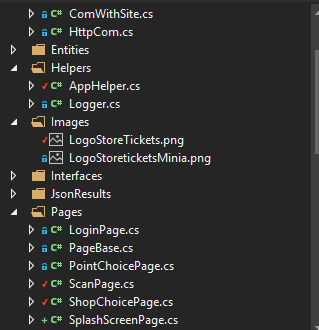 C# ComWithSite.cs
C# HttpCom.cs
Entities
Helpers
C# AppHelper.cs
C# Logger.cs
Images
LogoStoreTickets.png
LogoStoreticketsMinia.png
Interfaces
JsonResults
Pages
C# LoginPage.cs
C# PageBase.cs
C# PointChoicePage.cs
C# ScanPage.cs
C# ShopChoicePage.cs
C# SplashScreenPage.cs